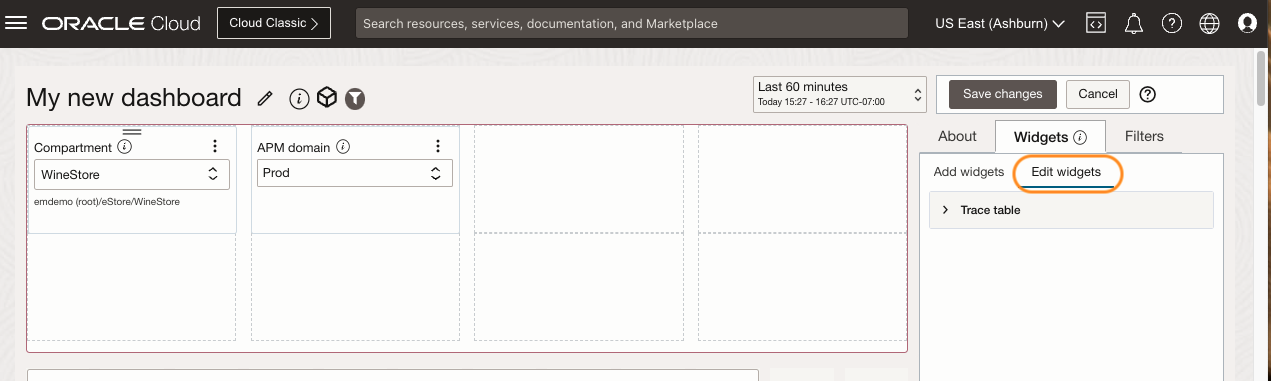 ORACLE Cloud
Cloud Classic
Search resources, services, documentation, and Marketplace
US East (Ashburn)
My new dashboard
Last 60 minutes
Today 15:27 - 16:27 UTC-07:00
Save changes
Cancel
Compartment
WineStore
emdemo (root)/eStore/WineStore
APM domain
Prod
About
Widgets
Filters
Add widgets
Edit widgets
Trace table